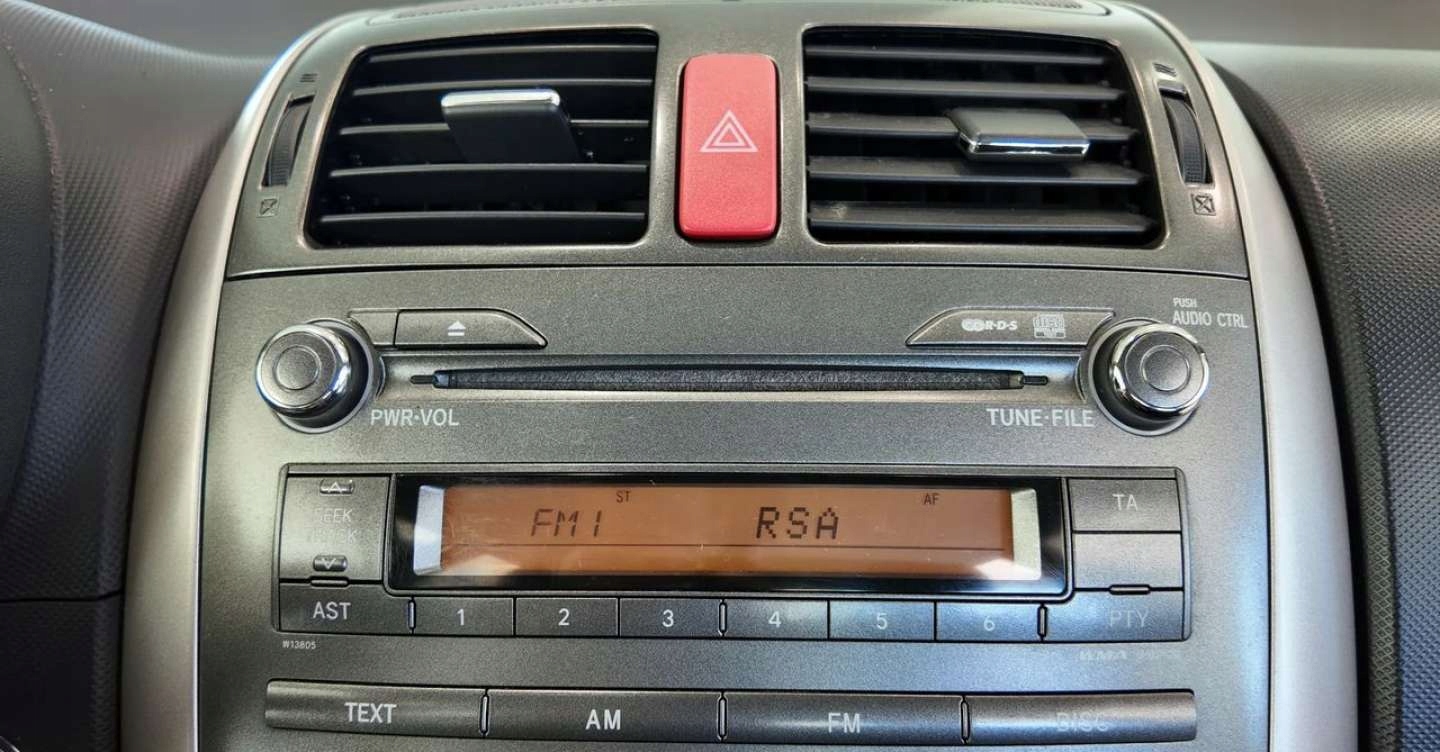 R·D·S
PUSH
AUDIO CTRL
PWR·VOL
TUNE·FILE
SEEK
ST
AF
FM1
RSA
TA
AST
1
2
3
4
5
6
PTY
W13805
WMA
TEXT
AM
FM
DISC